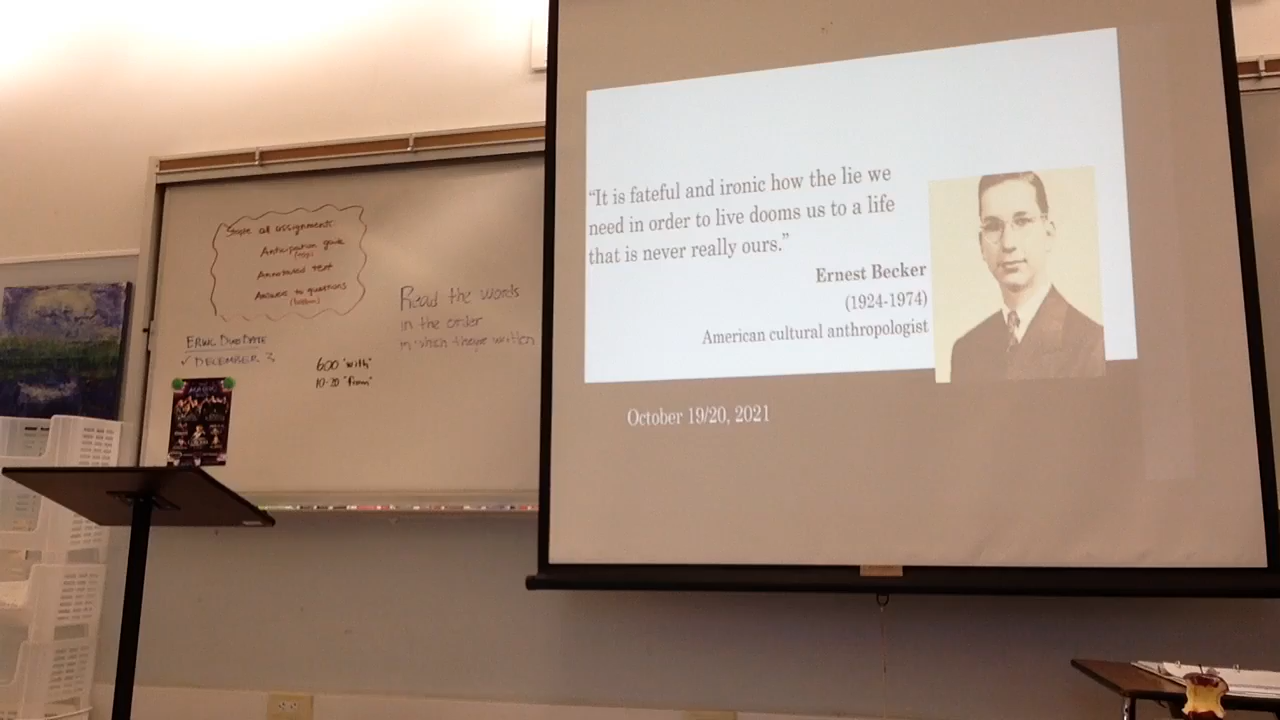 Staple all assignments
Anticipation guide
Annotated text
Answers to questions
ERWC DUE DATE
✓ DECEMBER 3
600 "with"
10-20 "from"
Read the words
in the order
in which they're written
“It is fateful and ironic how the lie we
need in order to live dooms us to a life
that is never really ours.”
Ernest Becker
(1924-1974)
American cultural anthropologist
October 19/20, 2021